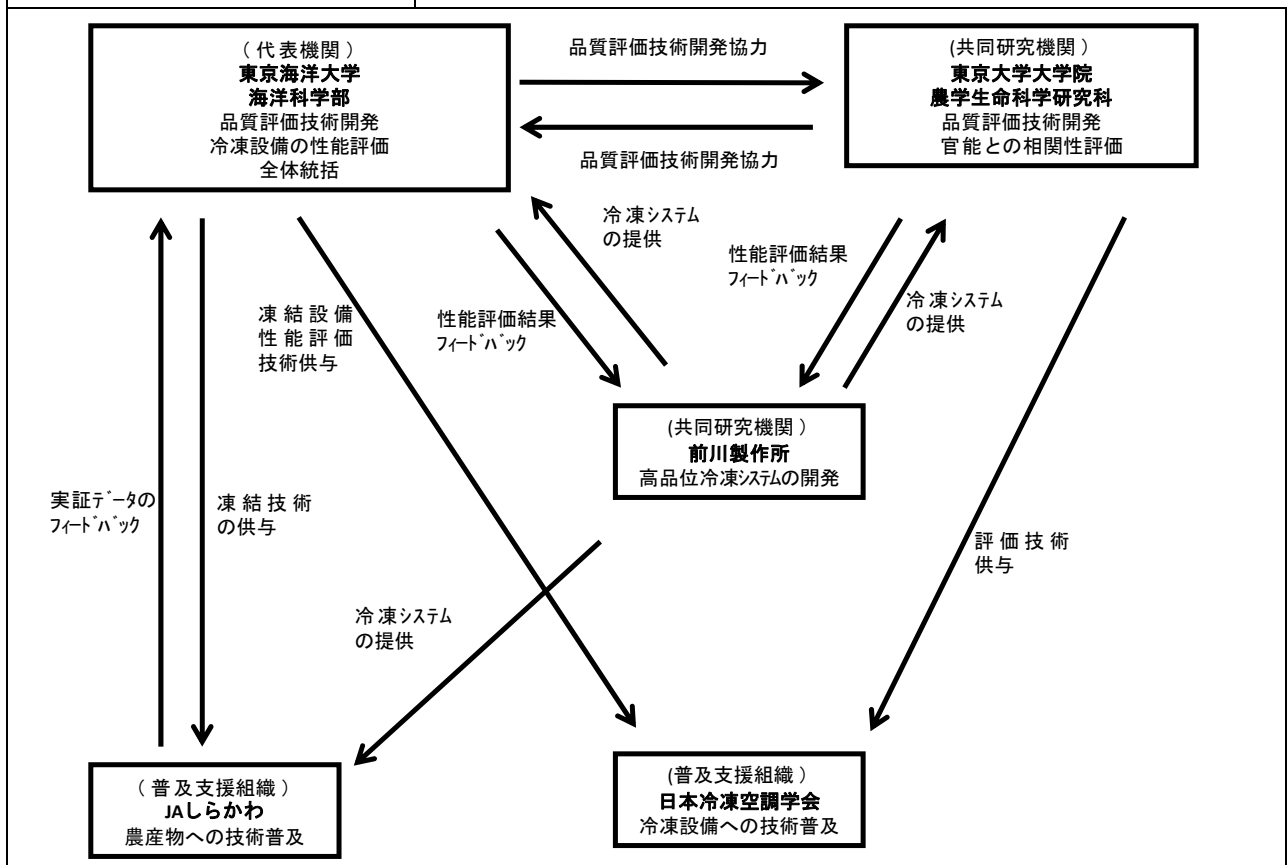 (代表機関)
東京海洋大学
海洋科学部
品質評価技術開発
冷凍設備の性能評価
全体統括
品質評価技術開発協力
品質評価技術開発協力
(共同研究機関)
東京大学大学院
農学生命科学研究科
品質評価技術開発
官能との相関性評価
冷凍システム
の提供
性能評価結果
フィードバック
凍結設備
性能評価
技術供与
性能評価結果
フィードバック
冷凍システム
の提供
(共同研究機関)
前川製作所
高品位冷凍システムの開発
実証データの
フィードバック
凍結技術
の供与
評価技術
供与
冷凍システム
の提供
(普及支援組織)
JAしらかわ
農産物への技術普及
(普及支援組織)
日本冷凍空調学会
冷凍設備への技術普及